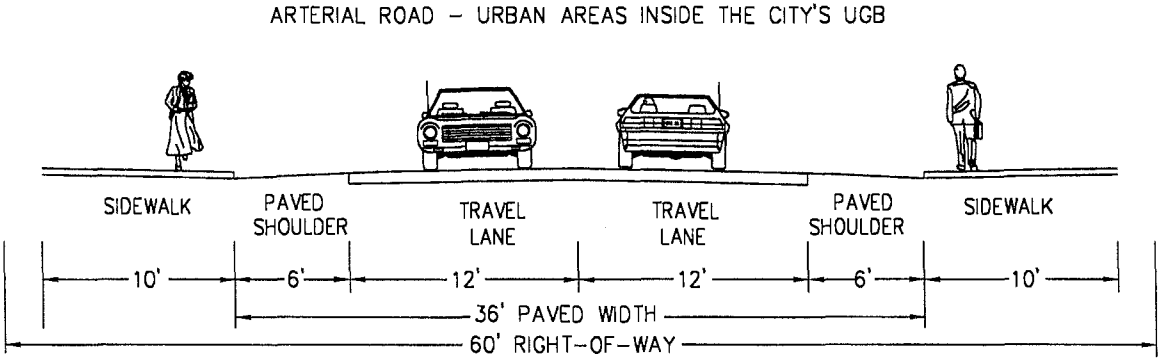 ARTERIAL ROAD – URBAN AREAS INSIDE THE CITY'S UGB
SIDEWALK
PAVED
SHOULDER
TRAVEL
LANE
TRAVEL
LANE
PAVED
SHOULDER
SIDEWALK
10' 6' 12' 12' 6' 10'
36' PAVED WIDTH
60' RIGHT–OF–WAY